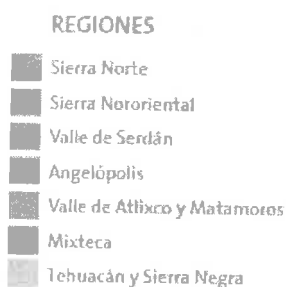 REGIONES
Sierra Norte
Sierra Nororiental
Valle de Serdán
Angelópolis
Valle de Atlixco y Matamoros
Mixteca
Tehuacán y Sierra Negra